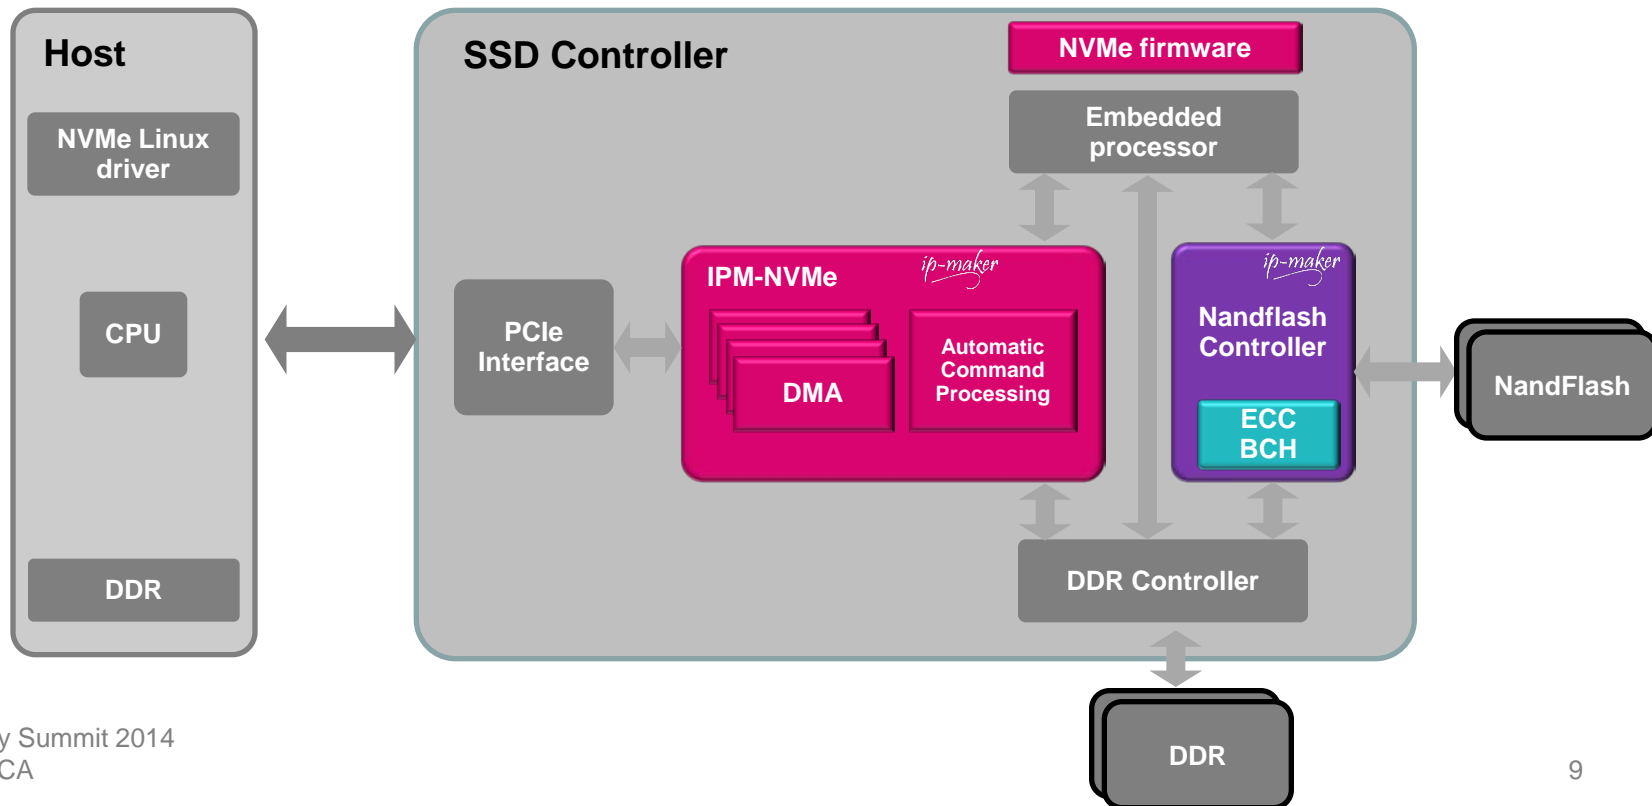 Host
NVMe Linux
driver
CPU
DDR
SSD Controller
NVMe firmware
Embedded
processor
PCIe
Interface
IPM-NVMe
ip-maker
DMA
Automatic
Command
Processing
ip-maker
Nandflash
Controller
ECC
BCH
NandFlash
DDR Controller
DDR
y Summit 2014
CA
9